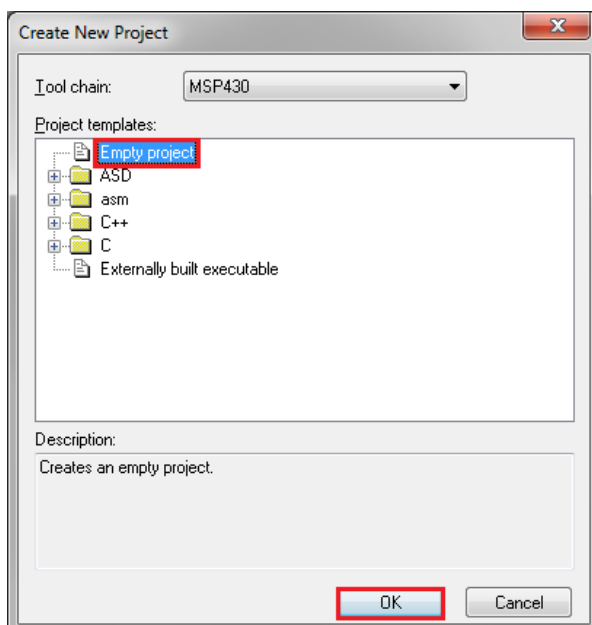 Create New Project
Tool chain:
MSP430
Project templates:
Empty project
ASD
asm
C++
C
Externally built executable
Description:
Creates an empty project.
OK
Cancel